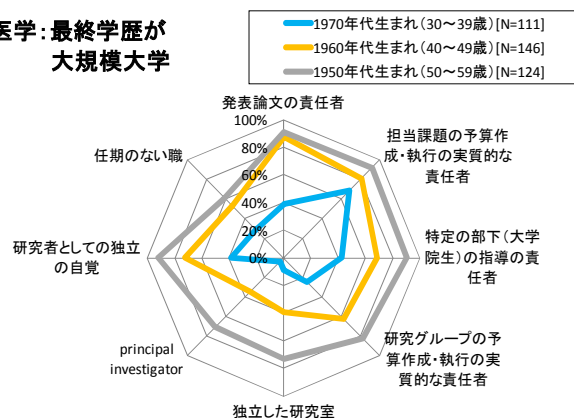 医学：最終学歴が
大規模大学
1970年代生まれ（30～39歳）[N=111]
1960年代生まれ（40～49歳）[N=146]
1950年代生まれ（50～59歳）[N=124]
発表論文の責任者
100%
80%
60%
40%
20%
0%
担当課題の予算作
成・執行の実質的な
責任者
特定の部下（大学
院生）の指導の責
任者
研究グループの予
算作成・執行の実
質的な責任者
独立した研究室
principal
investigator
研究者としての独立
の自覚
任期のない職